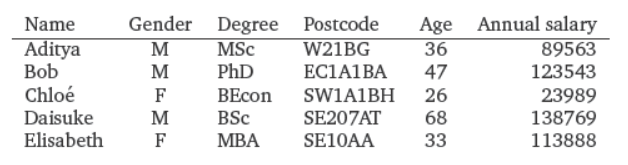 Name Gender Degree Postcode Age Annual salary
Aditya M MSc W21BG 36 89563
Bob M PhD EC1A1BA 47 123543
Chloé F BEcon SW1A1BH 26 23989
Daisuke M BSc SE207AT 68 138769
Elisabeth F MBA SE10AA 33 113888